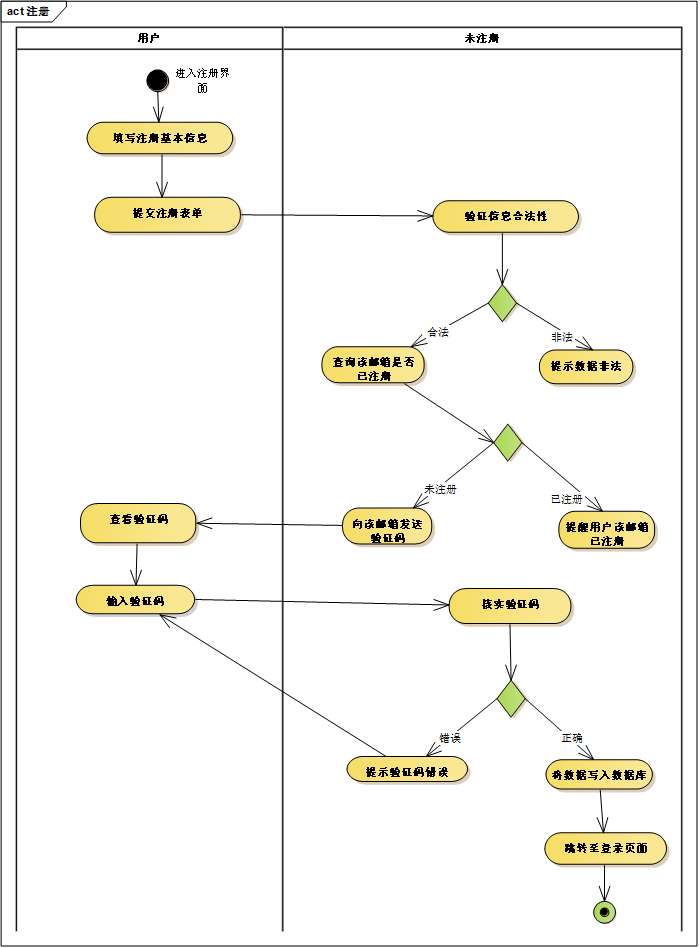 act 注册
用户
未注册
进入注册界
面
填写注册基本信息
提交注册表单
验证信息合法性
合法
非法
查询该邮箱是否
已注册
提示数据非法
未注册
已注册
查看验证码
向该邮箱发送
验证码
提醒用户该邮箱
已注册
输入验证码
核实验证码
错误
正确
提示验证码错误
将数据写入数据库
跳转至登录页面